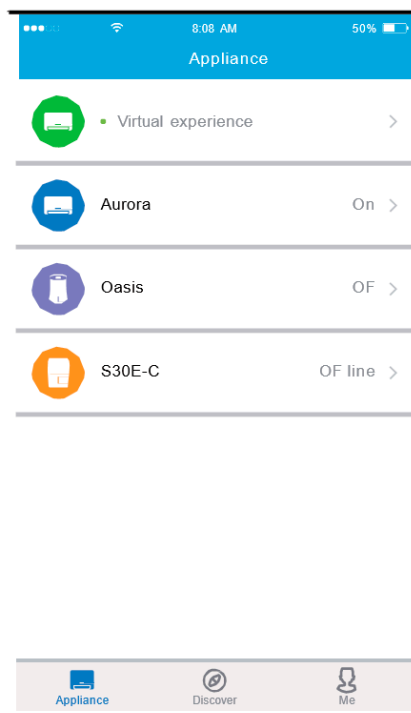 8:08 AM
50%
Appliance
Virtual experience
Aurora
On
Oasis
OF
S30E-C
OF line
Appliance
Discover
Me